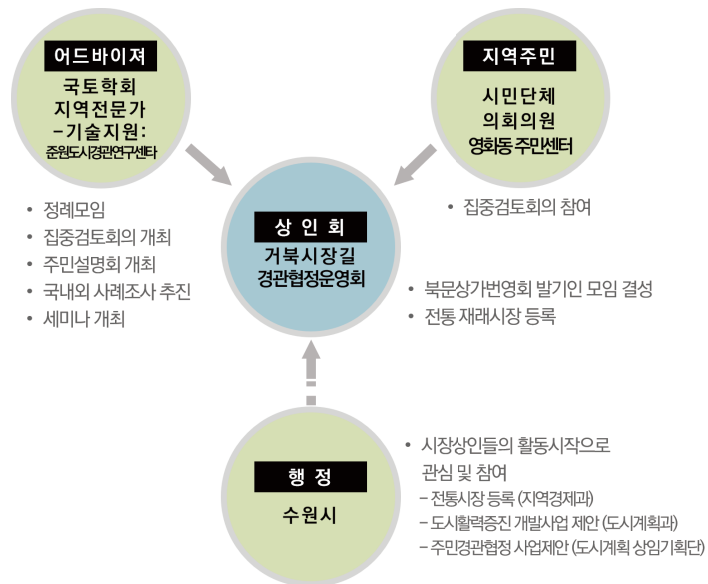 어드바이져
국토학회
지역전문가
-기술지원:
준원도시경관연구센타
• 정례모임
• 집중검토회의 개최
• 주민설명회 개최
• 국내외 사례조사 추진
• 세미나 개최
지역주민
시민단체
의회의원
영화동 주민센터
• 집중검토회의 참여
상 인 회
거북시장길
경관협정운영회
• 북문상가번영회 발기인 모임 결성
• 전통 재래시장 등록
행 정
수원시
• 시장상인들의 활동시작으로
관심 및 참여
- 전통시장 등록 (지역경제과)
- 도시활력증진 개발사업 제안 (도시계획과)
- 주민경관협정 사업제안 (도시계획 상임기획단)